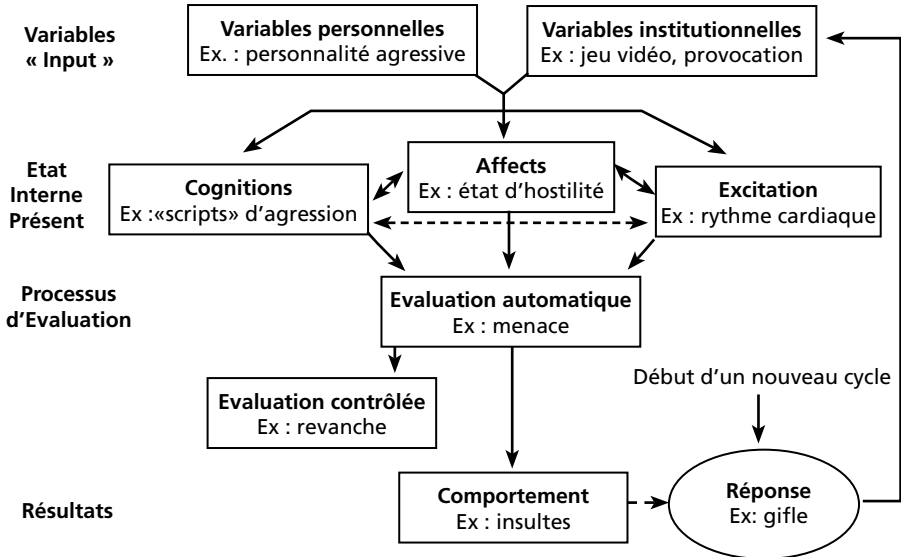 Variables
« Input »
Variables personnelles
Ex. : personnalité agressive
Variables institutionnelles
Ex : jeu vidéo, provocation
Etat
Interne
Présent
Cognitions
Ex :«scripts» d’agression
Affects
Ex : état d’hostilité
Excitation
Ex : rythme cardiaque
Processus
d’Evaluation
Evaluation automatique
Ex : menace
Evaluation contrôlée
Ex : revanche
Début d’un nouveau cycle
Résultats
Comportement
Ex : insultes
Réponse
Ex: gifle